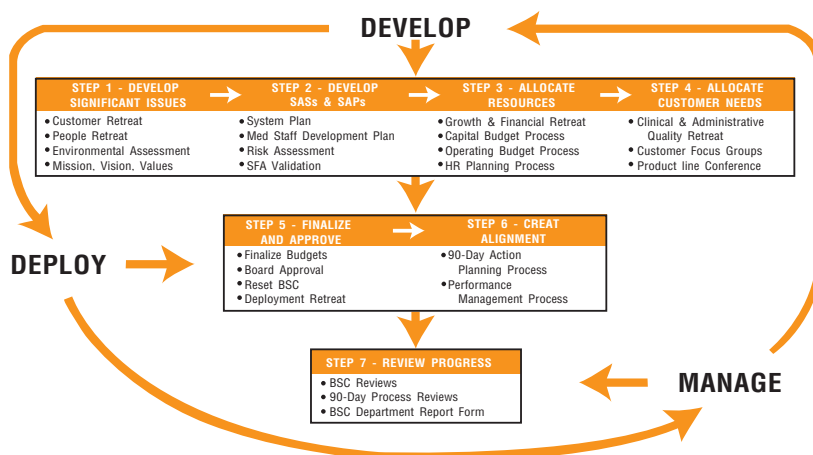 DEVELOP
STEP 1 - DEVELOP
SIGNIFICANT ISSUES
• Customer Retreat
• People Retreat
• Environmental Assessment
• Mission, Vision, Values
STEP 2 - DEVELOP
SASs & SAPs
• System Plan
• Med Staff Development Plan
• Risk Assessment
• SFA Validation
STEP 3 - ALLOCATE
RESOURCES
• Growth & Financial Retreat
• Capital Budget Process
• Operating Budget Process
• HR Planning Process
STEP 4 - ALLOCATE
CUSTOMER NEEDS
• Clinical & Administrative
Quality Retreat
• Customer Focus Groups
• Product line Conference
DEPLOY
STEP 5 - FINALIZE
AND APPROVE
• Finalize Budgets
• Board Approval
• Reset BSC
• Deployment Retreat
STEP 6 - CREAT
ALIGNMENT
• 90-Day Action
Planning Process
• Performance
Management Process
STEP 7 - REVIEW PROGRESS
• BSC Reviews
• 90-Day Process Reviews
• BSC Department Report Form
MANAGE